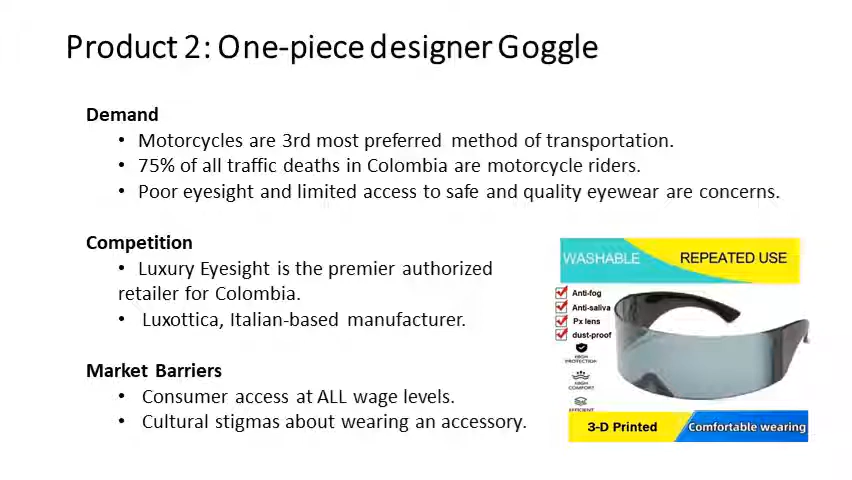 Product 2: One-piece designer Goggle
Demand
• Motorcycles are 3rd most preferred method of transportation.
• 75% of all traffic deaths in Colombia are motorcycle riders.
• Poor eyesight and limited access to safe and quality eyewear are concerns.
Competition
• Luxury Eyesight is the premier authorized
retailer for Colombia.
• Luxottica, Italian-based manufacturer.
Market Barriers
• Consumer access at ALL wage levels.
• Cultural stigmas about wearing an accessory.
WASHABLE
REPEATED USE
Anti-fog
Anti-saliva
Px lens
dust-proof
HIGH
PROTECTION
HIGH
COMFORT
EFFICIENT
3-D Printed
Comfortable wearing